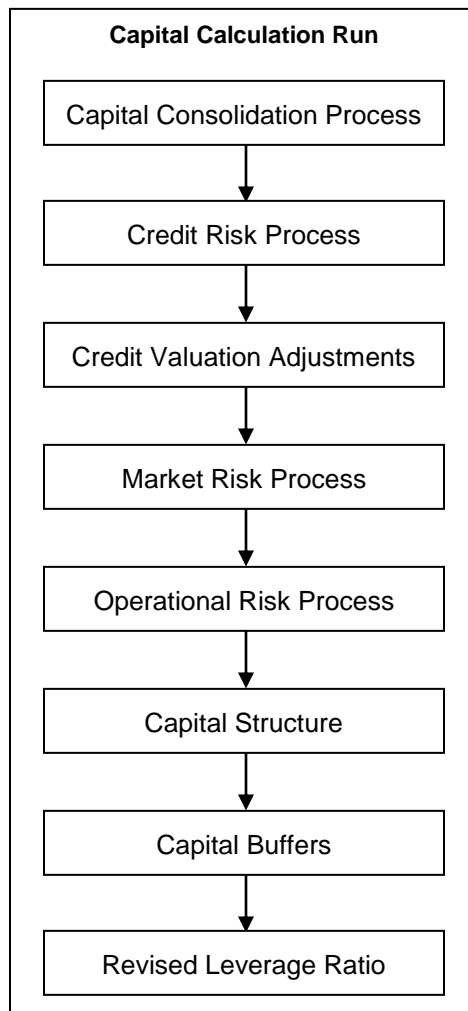 Capital Calculation Run
Capital Consolidation Process
Credit Risk Process
Credit Valuation Adjustments
Market Risk Process
Operational Risk Process
Capital Structure
Capital Buffers
Revised Leverage Ratio